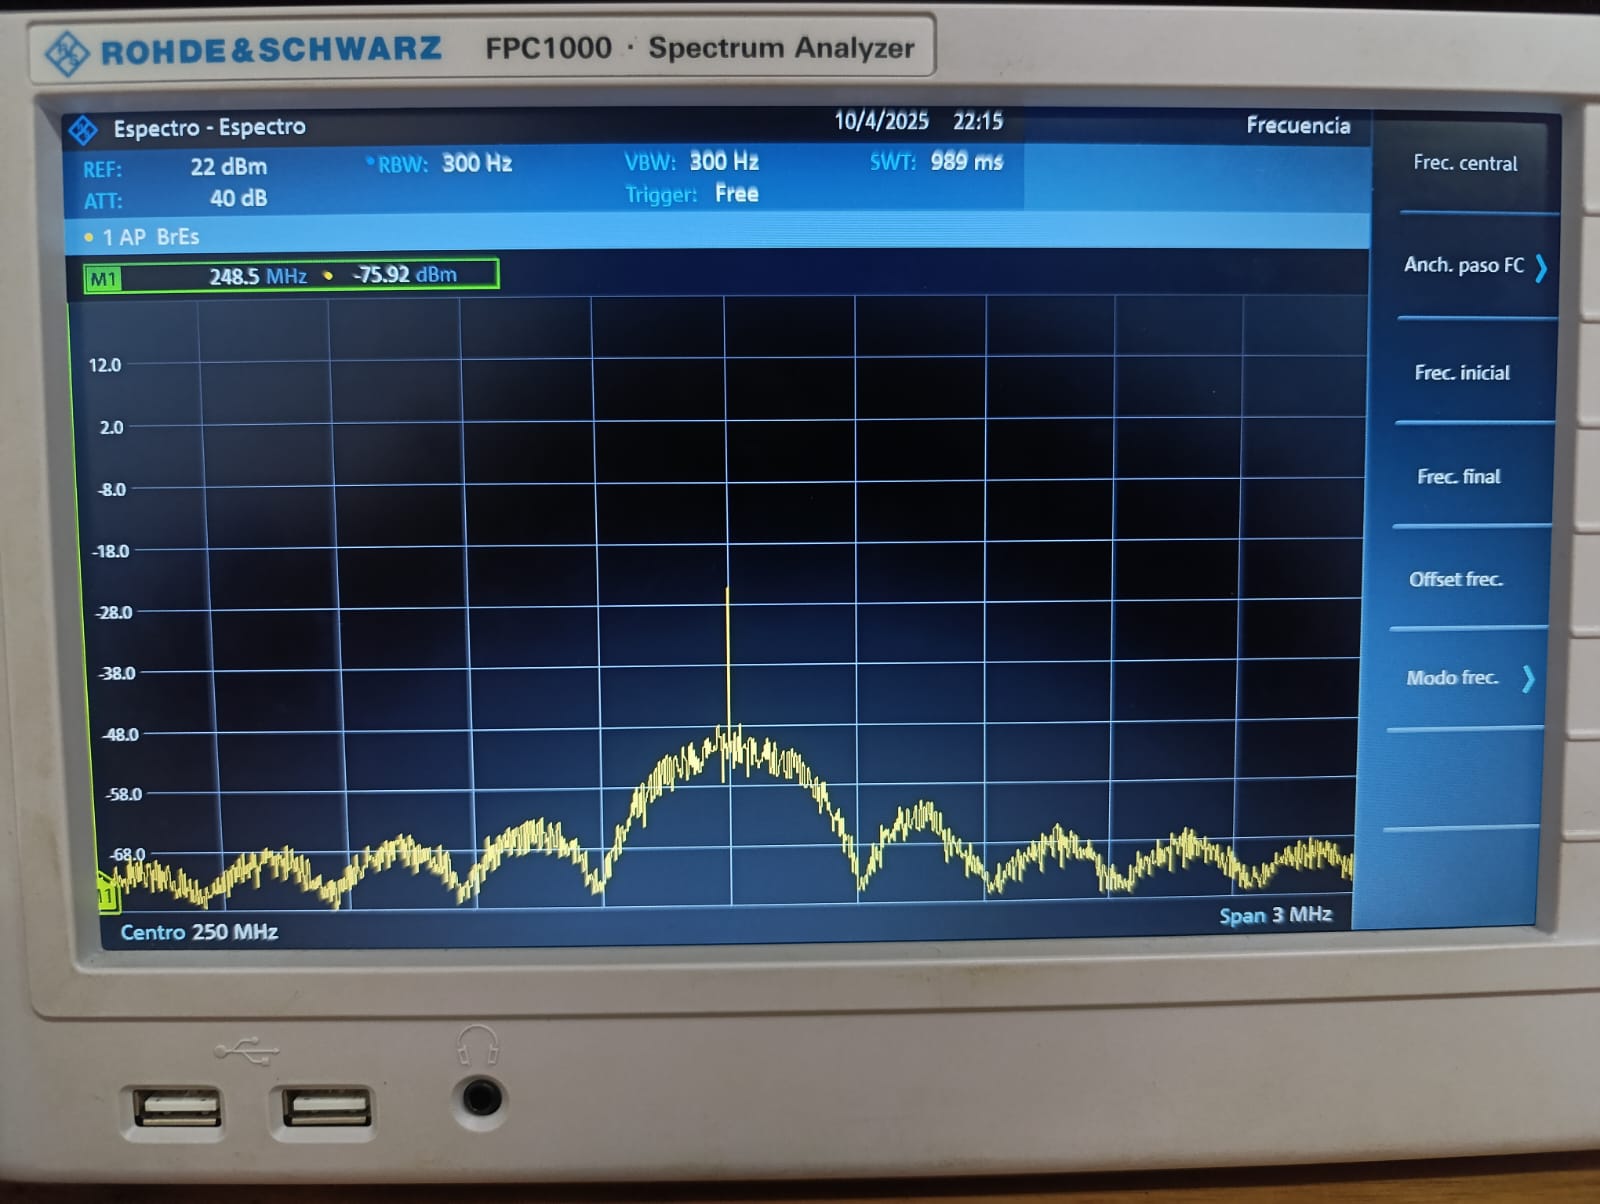 ROHDE & SCHWARZ FPC1000 · Spectrum Analyzer
Espectro - Espectro 10/4/2025 22:15 Frecuencia
REF: 22 dBm RBW: 300 Hz VBW: 300 Hz SWT: 989 ms
ATT: 40 dB Trigger: Free
1 AP BrEs
M1 248.5 MHz -75.92 dBm
12.0
2.0
-8.0
-18.0
-28.0
-38.0
-48.0
-58.0
-68.0
1
Centro 250 MHz Span 3 MHz
Frec. central
Anch. paso FC
Frec. inicial
Frec. final
Offset frec.
Modo frec.